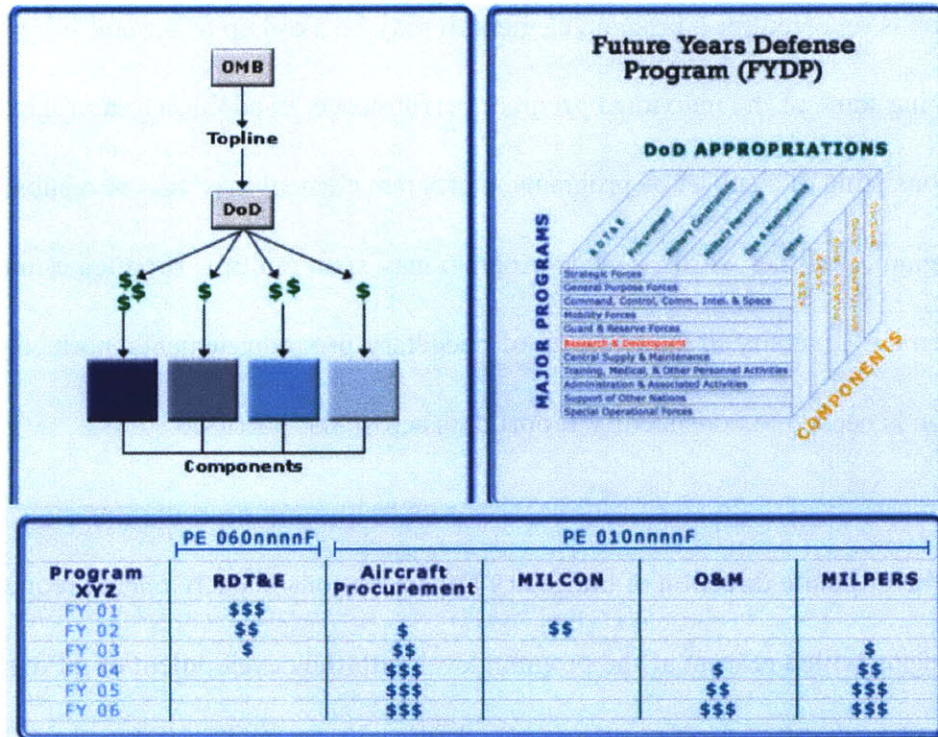 OMB
Topline
DoD
$ $ $ $
$
$ $
$
Components
Future Years Defense
Program (FYDP)
DoD APPROPRIATIONS
RDT&E
Procurement
Military Construction
Military Personnel
Ops & Maintenance
Other
MAJOR PROGRAMS
Strategic Forces
General Purpose Forces
Command, Control, Comm., Intel. & Space
Mobility Forces
Guard & Reserve Forces
Research & Development
Central Supply & Maintenance
Training, Medical, & Other Personnel Activities
Administration & Associated Activities
Support of Other Nations
Special Operational Forces
COMPONENTS
PE 060nnnnF PE 010nnnnF
Program
XYZ RDT&E Aircraft
Procurement MILCON O&M MILPERS
FY 01 $$$
FY 02 $$ $ $$
FY 03 $ $$ $
FY 04 $$$ $ $$
FY 05 $$$ $$ $$$
FY 06 $$$ $$$ $$$